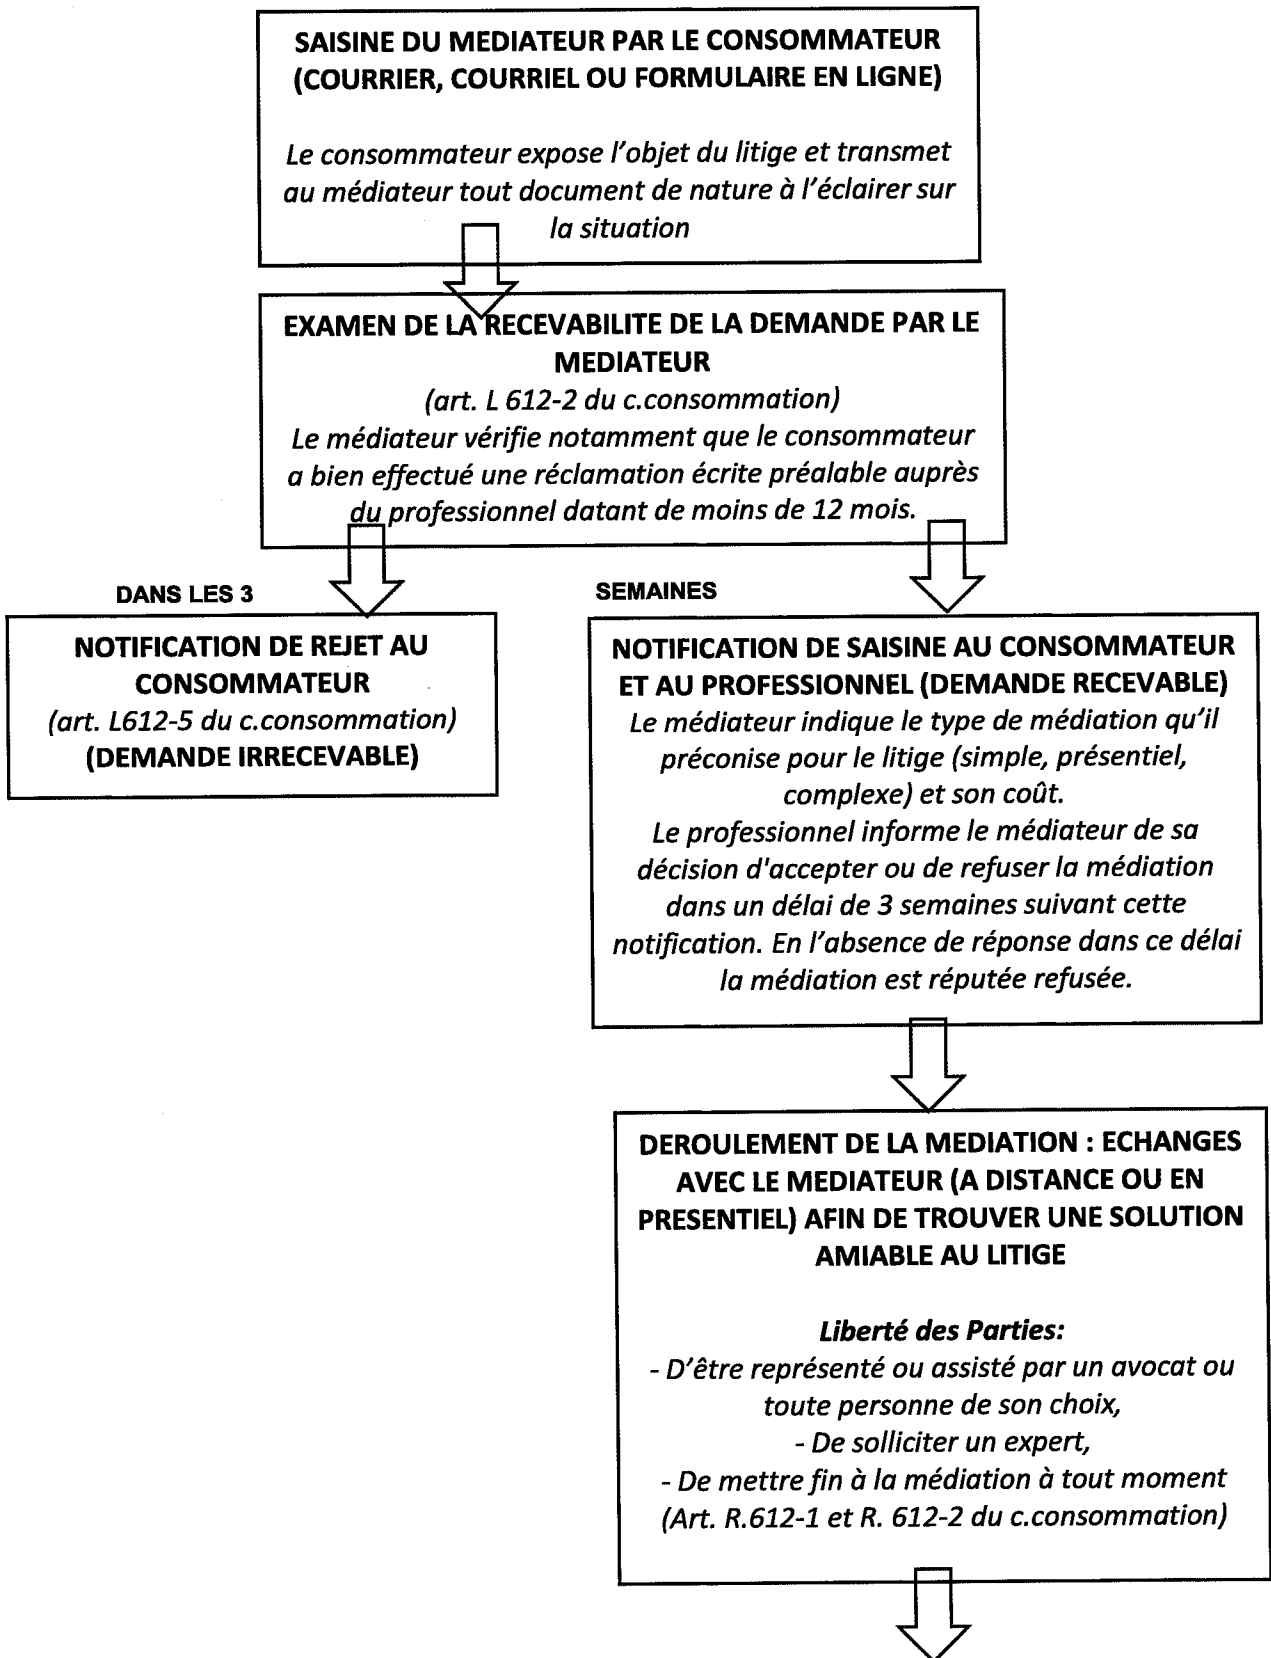 SAISINE DU MEDIATEUR PAR LE CONSOMMATEUR
(COURRIER, COURRIEL OU FORMULAIRE EN LIGNE)
Le consommateur expose l'objet du litige et transmet
au médiateur tout document de nature à l'éclairer sur
la situation
EXAMEN DE LA RECEVABILITE DE LA DEMANDE PAR LE
MEDIATEUR
(art. L 612-2 du c.consommation)
Le médiateur vérifie notamment que le consommateur
a bien effectué une réclamation écrite préalable auprès
du professionnel datant de moins de 12 mois.
DANS LES 3 SEMAINES
NOTIFICATION DE REJET AU
CONSOMMATEUR
(art. L612-5 du c.consommation)
(DEMANDE IRRECEVABLE)
NOTIFICATION DE SAISINE AU CONSOMMATEUR
ET AU PROFESSIONNEL (DEMANDE RECEVABLE)
Le médiateur indique le type de médiation qu'il
préconise pour le litige (simple, présentiel,
complexe) et son coût.
Le professionnel informe le médiateur de sa
décision d'accepter ou de refuser la médiation
dans un délai de 3 semaines suivant cette
notification. En l'absence de réponse dans ce délai
la médiation est réputée refusée.
DEROULEMENT DE LA MEDIATION : ECHANGES
AVEC LE MEDIATEUR (A DISTANCE OU EN
PRESENTIEL) AFIN DE TROUVER UNE SOLUTION
AMIABLE AU LITIGE
Liberté des Parties:
- D'être représenté ou assisté par un avocat ou
toute personne de son choix,
- De solliciter un expert,
- De mettre fin à la médiation à tout moment
(Art. R.612-1 et R. 612-2 du c.consommation)